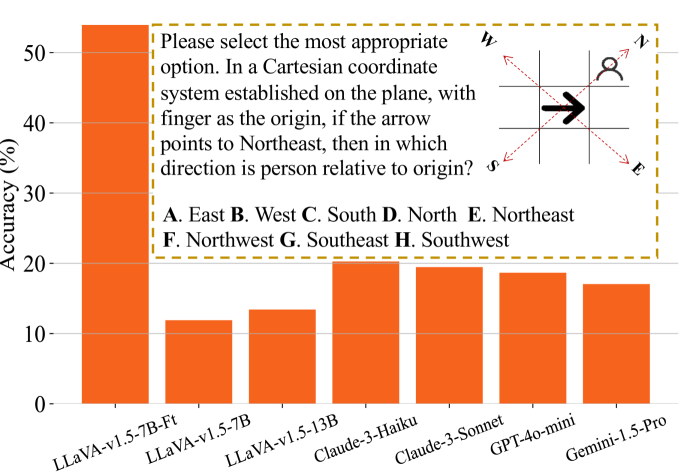 Accuracy (%)
50
40
30
20
10
0
Please select the most appropriate
option. In a Cartesian coordinate
system established on the plane, with
finger as the origin, if the arrow
points to Northeast, then in which
direction is person relative to origin?
A. East B. West C. South D. North E. Northeast
F. Northwest G. Southeast H. Southwest
W
N
S
E
LLaVA-v1.5-7B-Ft
LLaVA-v1.5-7B
LLaVA-v1.5-13B
Claude-3-Haiku
Claude-3-Sonnet
GPT-4o-mini
Gemini-1.5-Pro